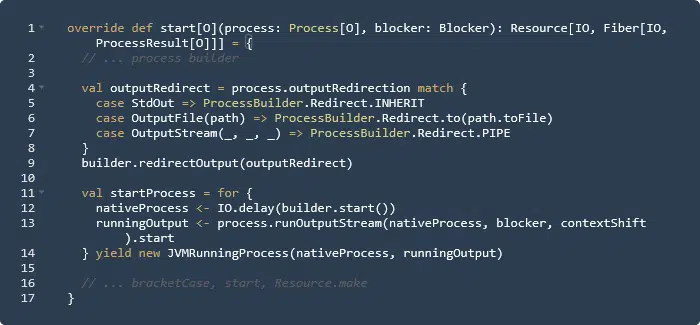 1 override def start[O](process: Process[O], blocker: Blocker): Resource[IO, Fiber[IO,
ProcessResult[O]]] = {
2 // ... process builder
3
4 val outputRedirect = process.outputRedirection match {
5 case StdOut => ProcessBuilder.Redirect.INHERIT
6 case OutputFile(path) => ProcessBuilder.Redirect.to(path.toFile)
7 case OutputStream(_, _, _) => ProcessBuilder.Redirect.PIPE
8 }
9 builder.redirectOutput(outputRedirect)
10
11 val startProcess = for {
12 nativeProcess <- IO.delay(builder.start())
13 runningOutput <- process.runOutputStream(nativeProcess, blocker, contextShift
).start
14 } yield new JVMRunningProcess(nativeProcess, runningOutput)
15
16 // ... bracketCase, start, Resource.make
17 }